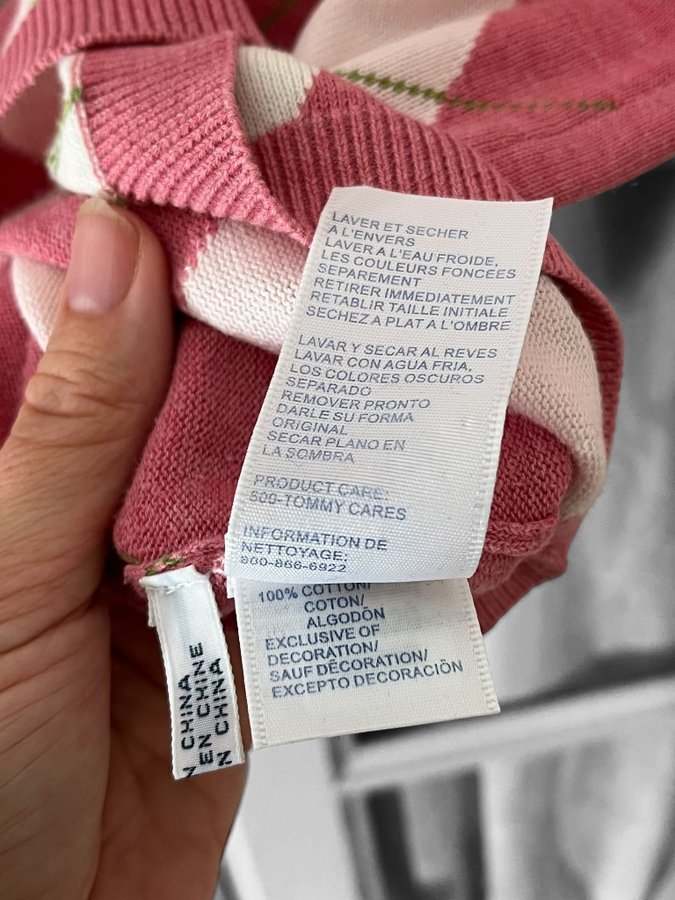 LAVER ET SECHER
A L'ENVERS
LAVER A L'EAU FROIDE,
LES COULEURS FONCEES
SEPAREMENT
RETIRER IMMEDIATEMENT
RETABLIR TAILLE INITIALE
SECHEZ A PLAT A L'OMBRE
LAVAR Y SECAR AL REVES
LAVAR CON AGUA FRIA,
LOS COLORES OSCUROS
SEPARADO
REMOVER PRONTO
DARLE SU FORMA
ORIGINAL
SECAR PLANO EN
LA SOMBRA
PRODUCT CARE:
800-TOMMY CARES
INFORMATION DE
NETTOYAGE:
800-866-6922
100% COTTON/
COTON/
ALGODÓN
EXCLUSIVE OF
DECORATION/
SAUF DÉCORATION/
EXCEPTO DECORACIÓN
N CHINA
EN CHINE
N CHINA